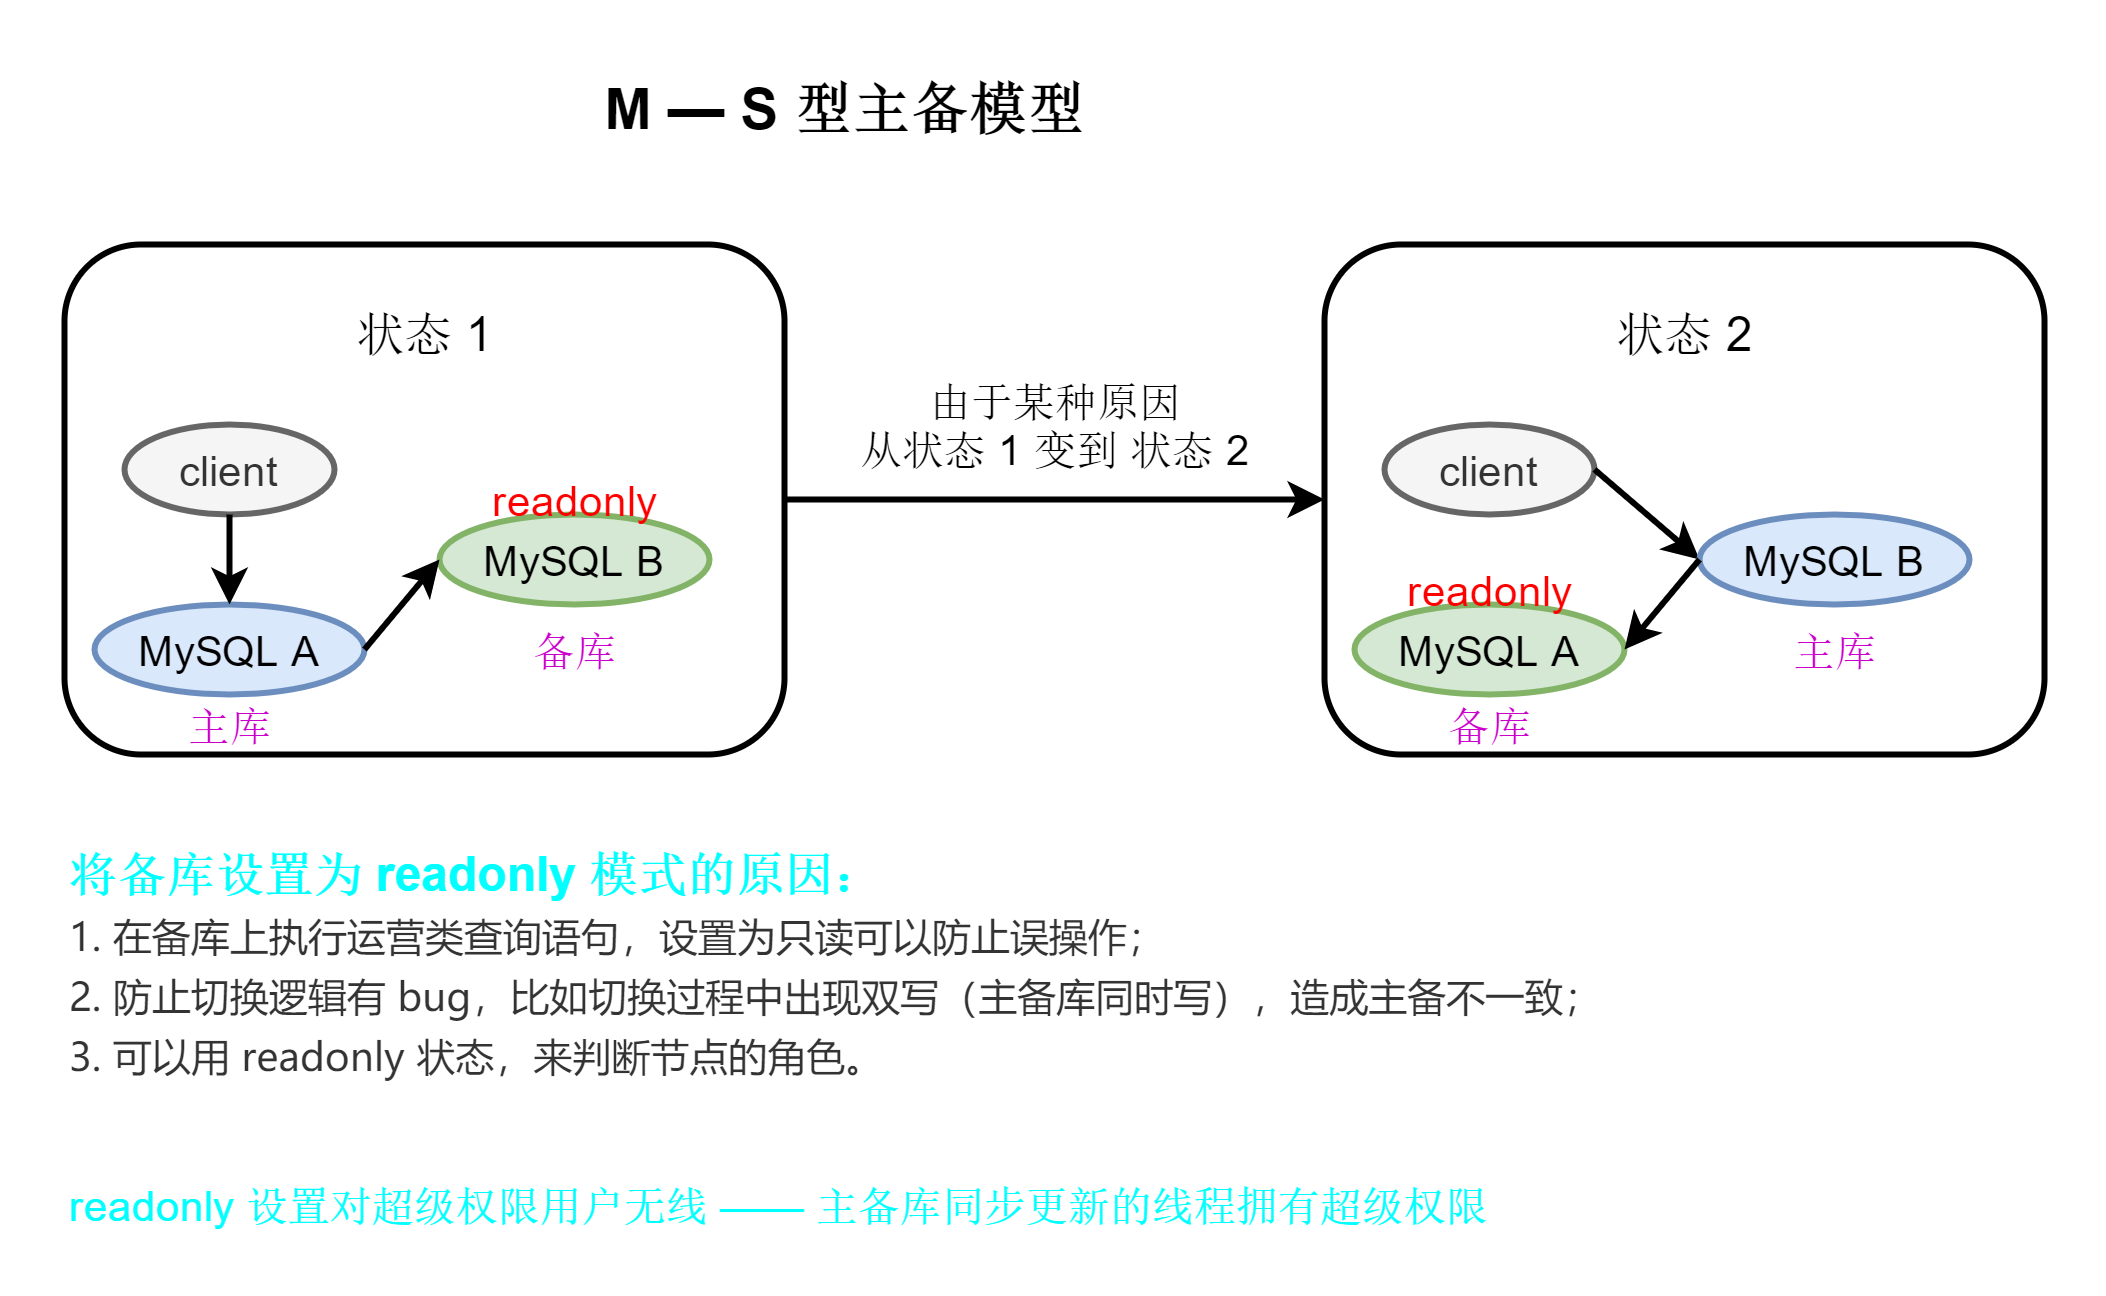 M — S 型主备模型
状态 1
client
readonly
MySQL B
备库
MySQL A
主库
由于某种原因
从状态 1 变到 状态 2
状态 2
client
MySQL B
主库
readonly
MySQL A
备库
将备库设置为 readonly 模式的原因：
1. 在备库上执行运营类查询语句，设置为只读可以防止误操作；
2. 防止切换逻辑有 bug，比如切换过程中出现双写（主备库同时写），造成主备不一致；
3. 可以用 readonly 状态，来判断节点的角色。
readonly 设置对超级权限用户无线 —— 主备库同步更新的线程拥有超级权限